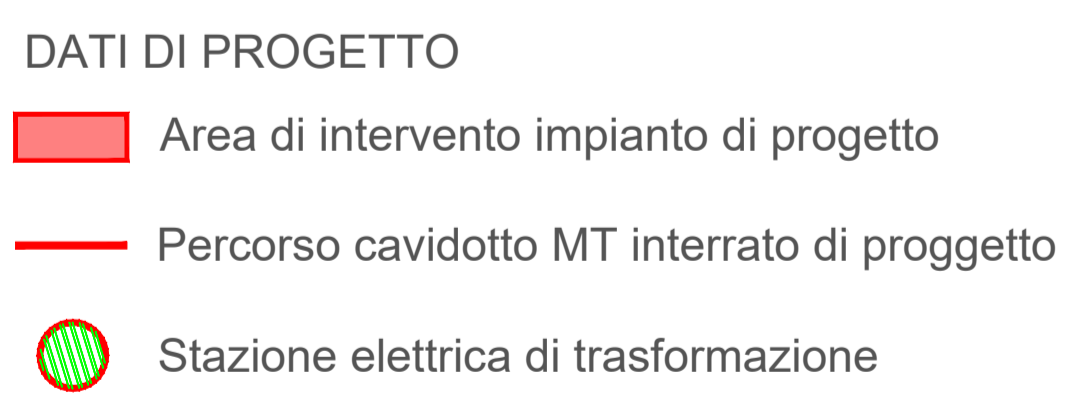 DATI DI PROGETTO
Area di intervento impianto di progetto
Percorso cavidotto MT interrato di proggetto
Stazione elettrica di trasformazione